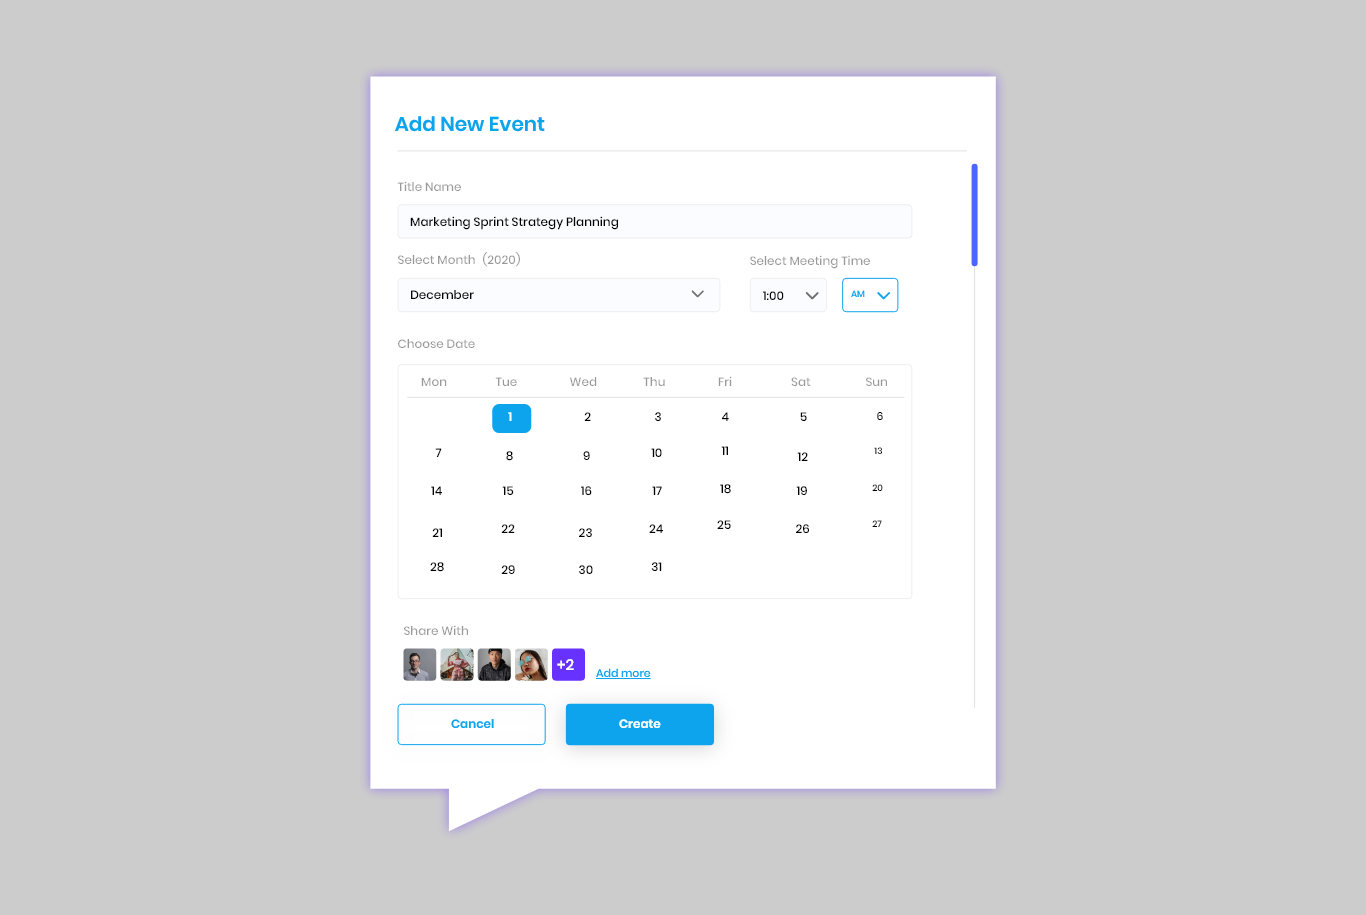 Add New Event
Title Name
Marketing Sprint Strategy Planning
Select Month (2020)
Select Meeting Time
December
1:00
AM
Choose Date
Mon Tue Wed Thu Fri Sat Sun
1 2 3 4 5 6
7 8 9 10 11 12 13
14 15 16 17 18 19 20
21 22 23 24 25 26 27
28 29 30 31
Share With
+2
Add more
Cancel
Create